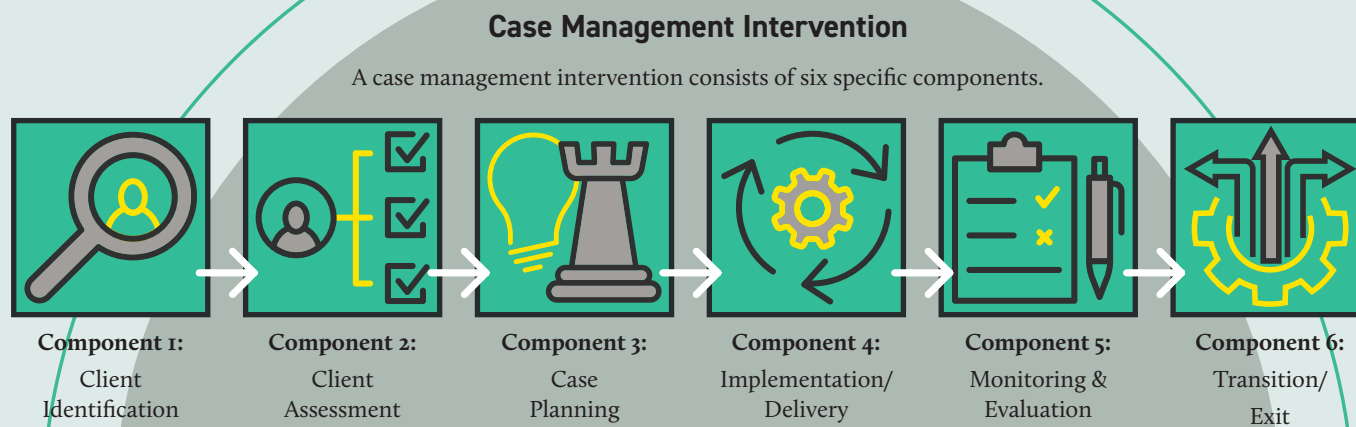 Case Management Intervention
A case management intervention consists of six specific components.
Component 1:
Client
Identification
Component 2:
Client
Assessment
Component 3:
Case
Planning
Component 4:
Implementation/
Delivery
Component 5:
Monitoring &
Evaluation
Component 6:
Transition/
Exit